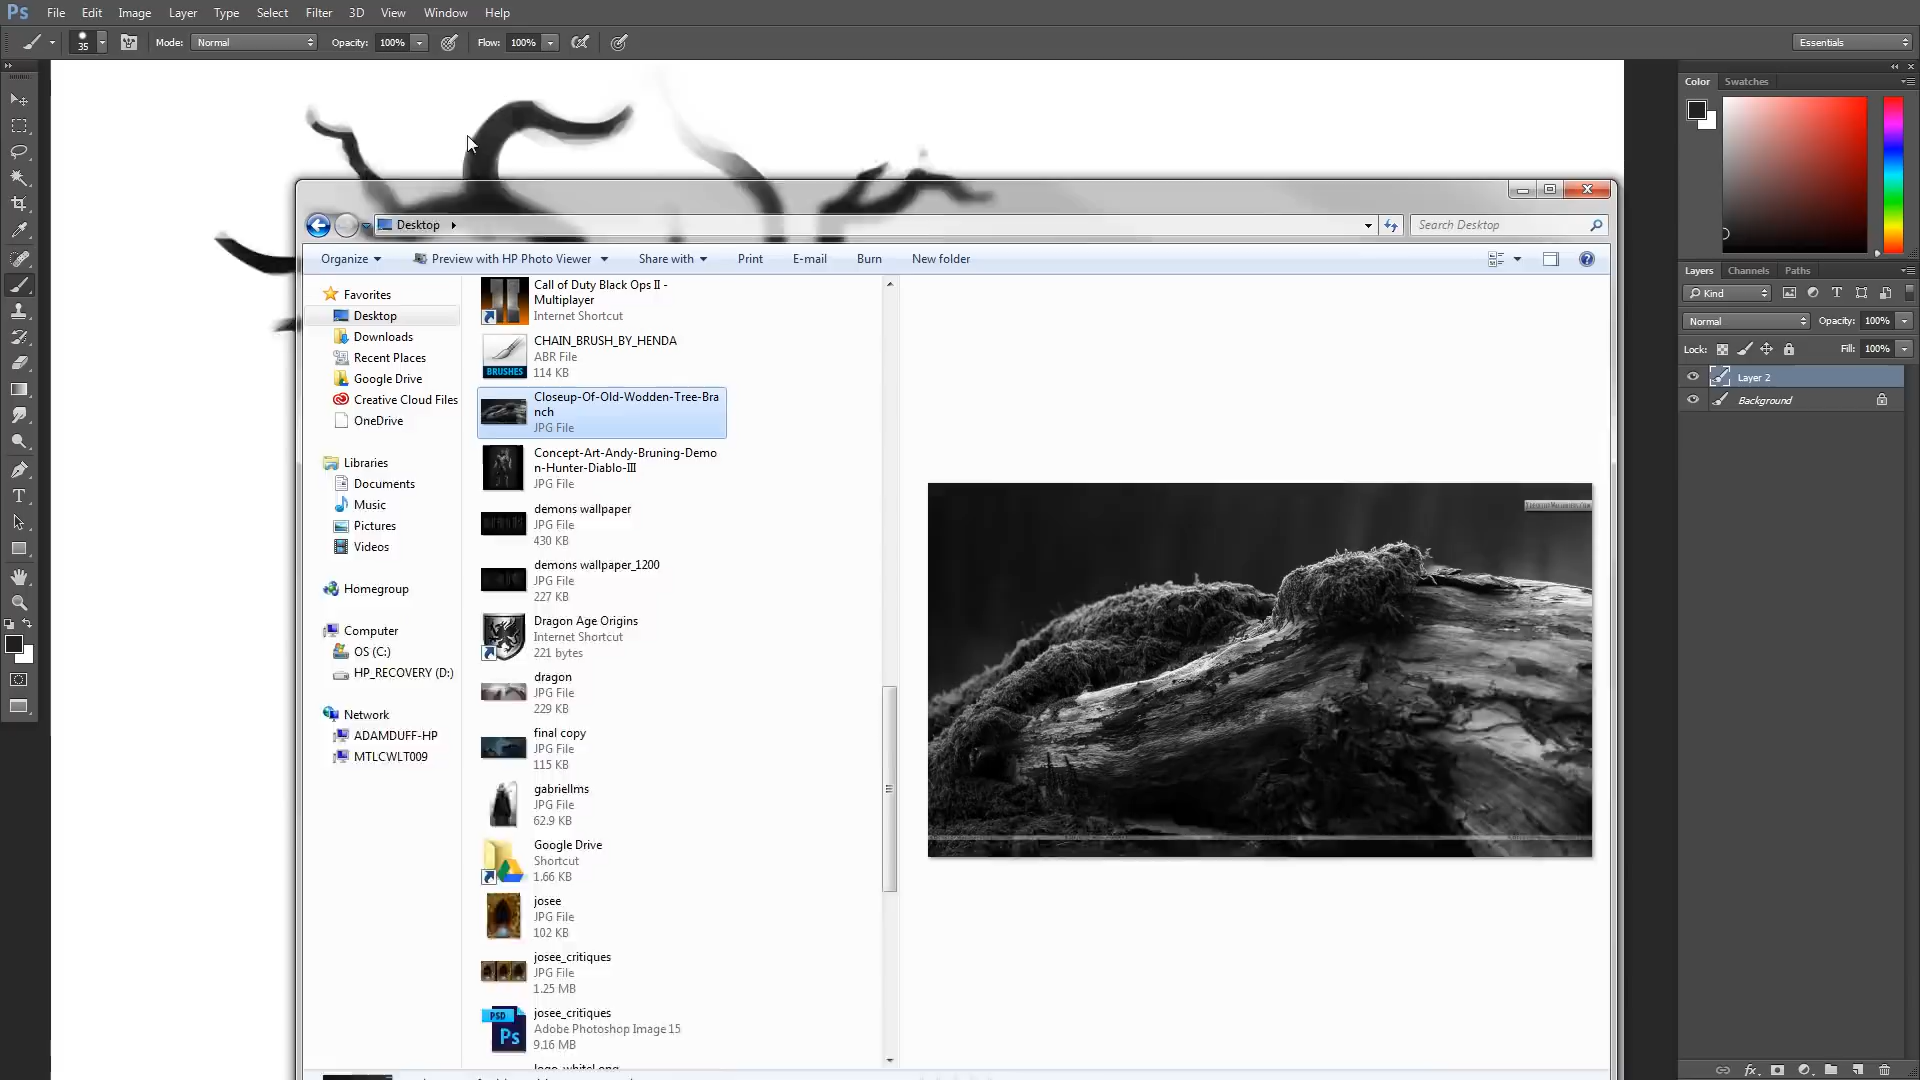 Ps File Edit Image Layer Type Select Filter 3D View Window Help
35 Mode: Normal Opacity: 100% Flow: 100% Essentials
Color Swatches
Desktop
Search Desktop
Organize Preview with HP Photo Viewer Share with Print E-mail Burn New folder
Favorites
Desktop
Downloads
Recent Places
Google Drive
Creative Cloud Files
OneDrive
Libraries
Documents
Music
Pictures
Videos
Homegroup
Computer
OS (C:)
HP_RECOVERY (D:)
Network
ADAMDUFF-HP
MTLCWLT009
Call of Duty Black Ops II -
Multiplayer
Internet Shortcut
BRUSHES
CHAIN_BRUSH_BY_HENDA
ABR File
114 KB
Closeup-Of-Old-Wodden-Tree-Bra
nch
JPG File
Concept-Art-Andy-Bruning-Demo
n-Hunter-Diablo-III
JPG File
demons wallpaper
JPG File
430 KB
demons wallpaper_1200
JPG File
227 KB
Dragon Age Origins
Internet Shortcut
221 bytes
dragon
JPG File
229 KB
final copy
JPG File
115 KB
gabriellms
JPG File
62.9 KB
Google Drive
Shortcut
1.66 KB
josee
JPG File
102 KB
josee_critiques
JPG File
1.25 MB
PSD
Ps
josee_critiques
Adobe Photoshop Image 15
9.16 MB
Layers Channels Paths
Kind T
Normal Opacity: 100%
Lock: Fill: 100%
Layer 2
Background
T
fx